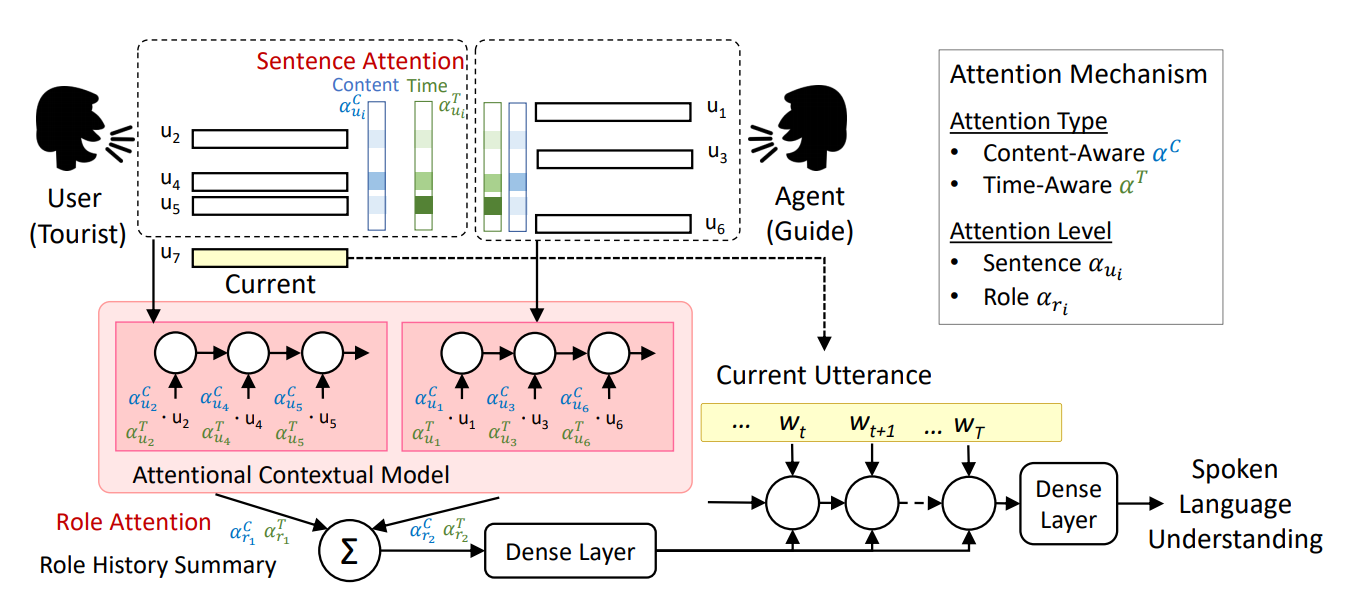 Sentence Attention
Content Time
α^C_{u_i} α^T_{u_i}
u₂
u₄
u₅
u₇
User
(Tourist)
Current
u₁
u₃
u₆
Agent
(Guide)
Attention Mechanism
Attention Type
• Content-Aware α^C
• Time-Aware α^T
Attention Level
• Sentence α_{u_i}
• Role α_{r_i}
α^C_{u_2} α^C_{u_4} α^C_{u_5}
· u₂ · u₄ · u₅
α^T_{u_2} α^T_{u_4} α^T_{u_5}
α^C_{u_1} α^C_{u_3} α^C_{u_6}
· u₁ · u₃ · u₆
α^T_{u_1} α^T_{u_3} α^T_{u_6}
Attentional Contextual Model
Role Attention
α^C_{r_1} α^T_{r_1}
α^C_{r_2} α^T_{r_2}
Σ
Role History Summary
Dense Layer
Current Utterance
... w_t w_{t+1} ... w_T
Dense
Layer
Spoken
Language
Understanding